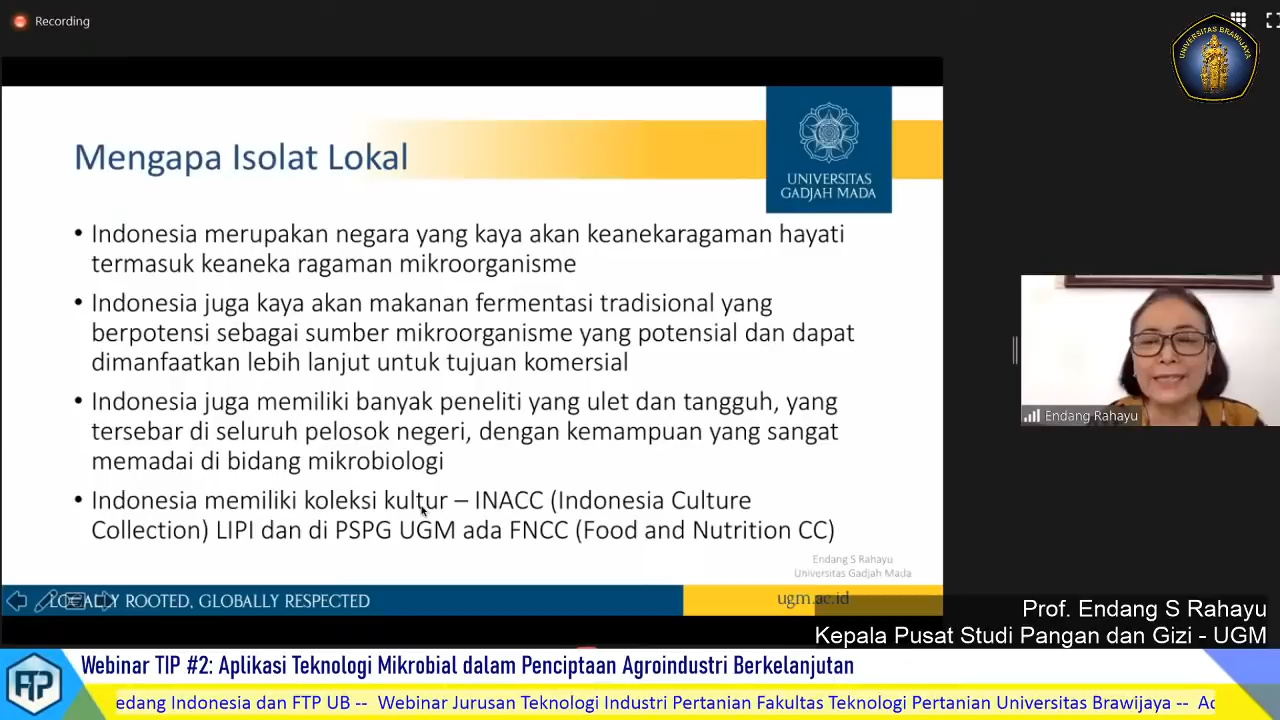 Recording
UNIVERSITAS BRAWIJAYA
Mengapa Isolat Lokal
UNIVERSITAS
GADJAH MADA
• Indonesia merupakan negara yang kaya akan keanekaragaman hayati
termasuk keaneka ragaman mikroorganisme
• Indonesia juga kaya akan makanan fermentasi tradisional yang
berpotensi sebagai sumber mikroorganisme yang potensial dan dapat
dimanfaatkan lebih lanjut untuk tujuan komersial
• Indonesia juga memiliki banyak peneliti yang ulet dan tangguh, yang
tersebar di seluruh pelosok negeri, dengan kemampuan yang sangat
memadai di bidang mikrobiologi
• Indonesia memiliki koleksi kultur – INACC (Indonesia Culture
Collection) LIPI dan di PSPG UGM ada FNCC (Food and Nutrition CC)
Endang S Rahayu
Universitas Gadjah Mada
LOCALLY ROOTED, GLOBALLY RESPECTED
ugm.ac.id
Endang Rahayu
Prof. Endang S Rahayu
Kepala Pusat Studi Pangan dan Gizi - UGM
Webinar TIP #2: Aplikasi Teknologi Mikrobial dalam Penciptaan Agroindustri Berkelanjutan
edang Indonesia dan FTP UB -- Webinar Jurusan Teknologi Industri Pertanian Fakultas Teknologi Pertanian Universitas Brawijaya --